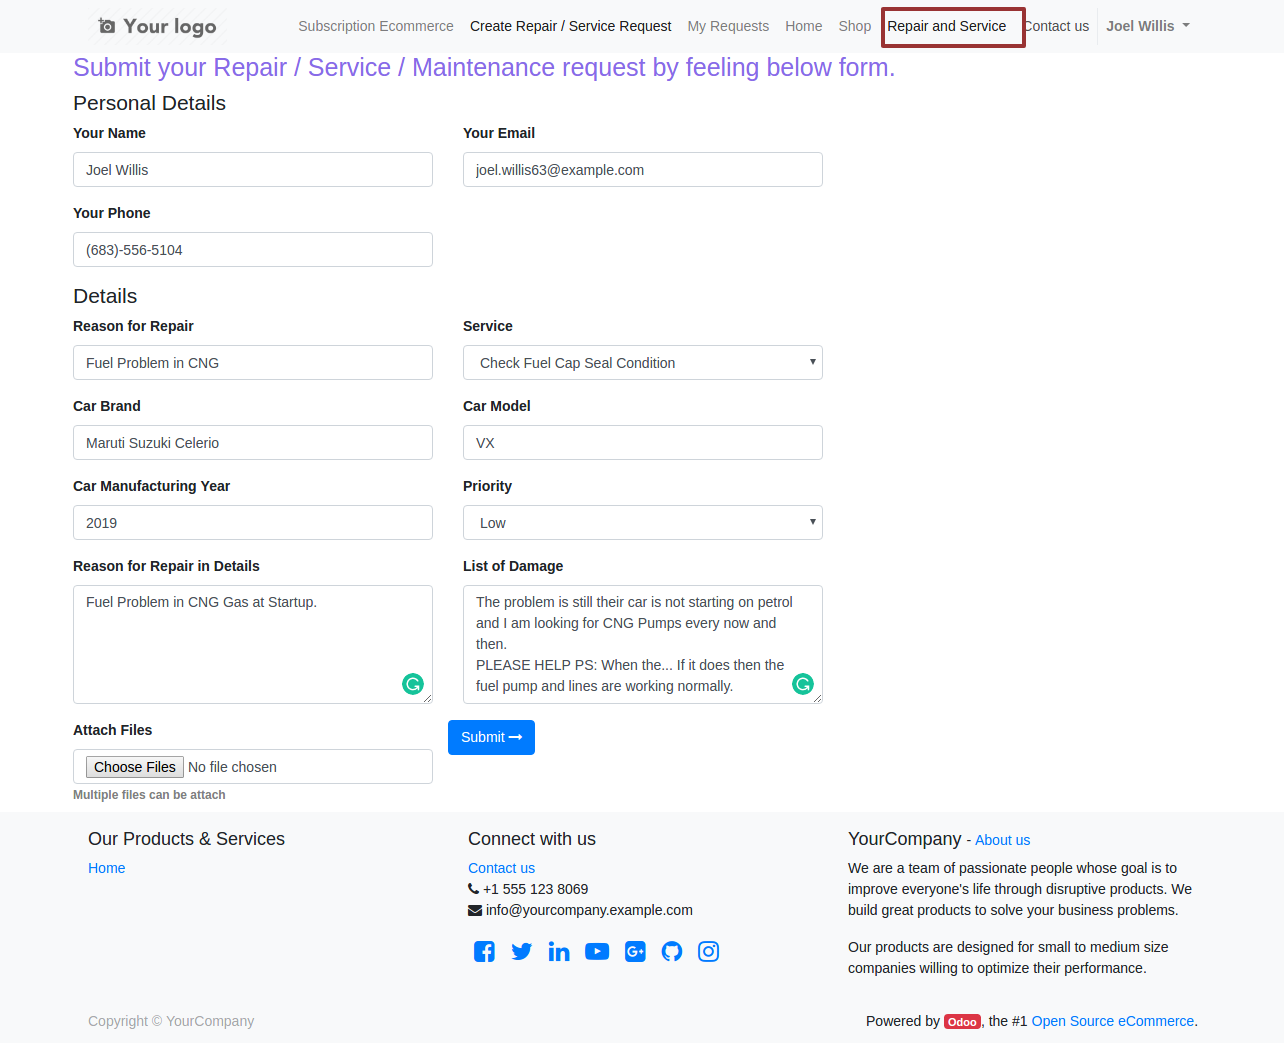 Your logo
Subscription Ecommerce Create Repair / Service Request My Requests Home Shop Repair and Service Contact us Joel Willis
Submit your Repair / Service / Maintenance request by feeling below form.
Personal Details
Your Name Your Email
Joel Willis joel.willis63@example.com
Your Phone
(683)-556-5104
Details
Reason for Repair Service
Fuel Problem in CNG Check Fuel Cap Seal Condition
Car Brand Car Model
Maruti Suzuki Celerio VX
Car Manufacturing Year Priority
2019 Low
Reason for Repair in Details List of Damage
Fuel Problem in CNG Gas at Startup.
The problem is still their car is not starting on petrol
and I am looking for CNG Pumps every now and
then.
PLEASE HELP PS: When the... If it does then the
fuel pump and lines are working normally.
Attach Files Submit
Choose Files No file chosen
Multiple files can be attach
Our Products & Services
Home
Connect with us
Contact us
+1 555 123 8069
info@yourcompany.example.com
YourCompany - About us
We are a team of passionate people whose goal is to
improve everyone's life through disruptive products. We
build great products to solve your business problems.
Our products are designed for small to medium size
companies willing to optimize their performance.
Copyright © YourCompany
Powered by Odoo, the #1 Open Source eCommerce.